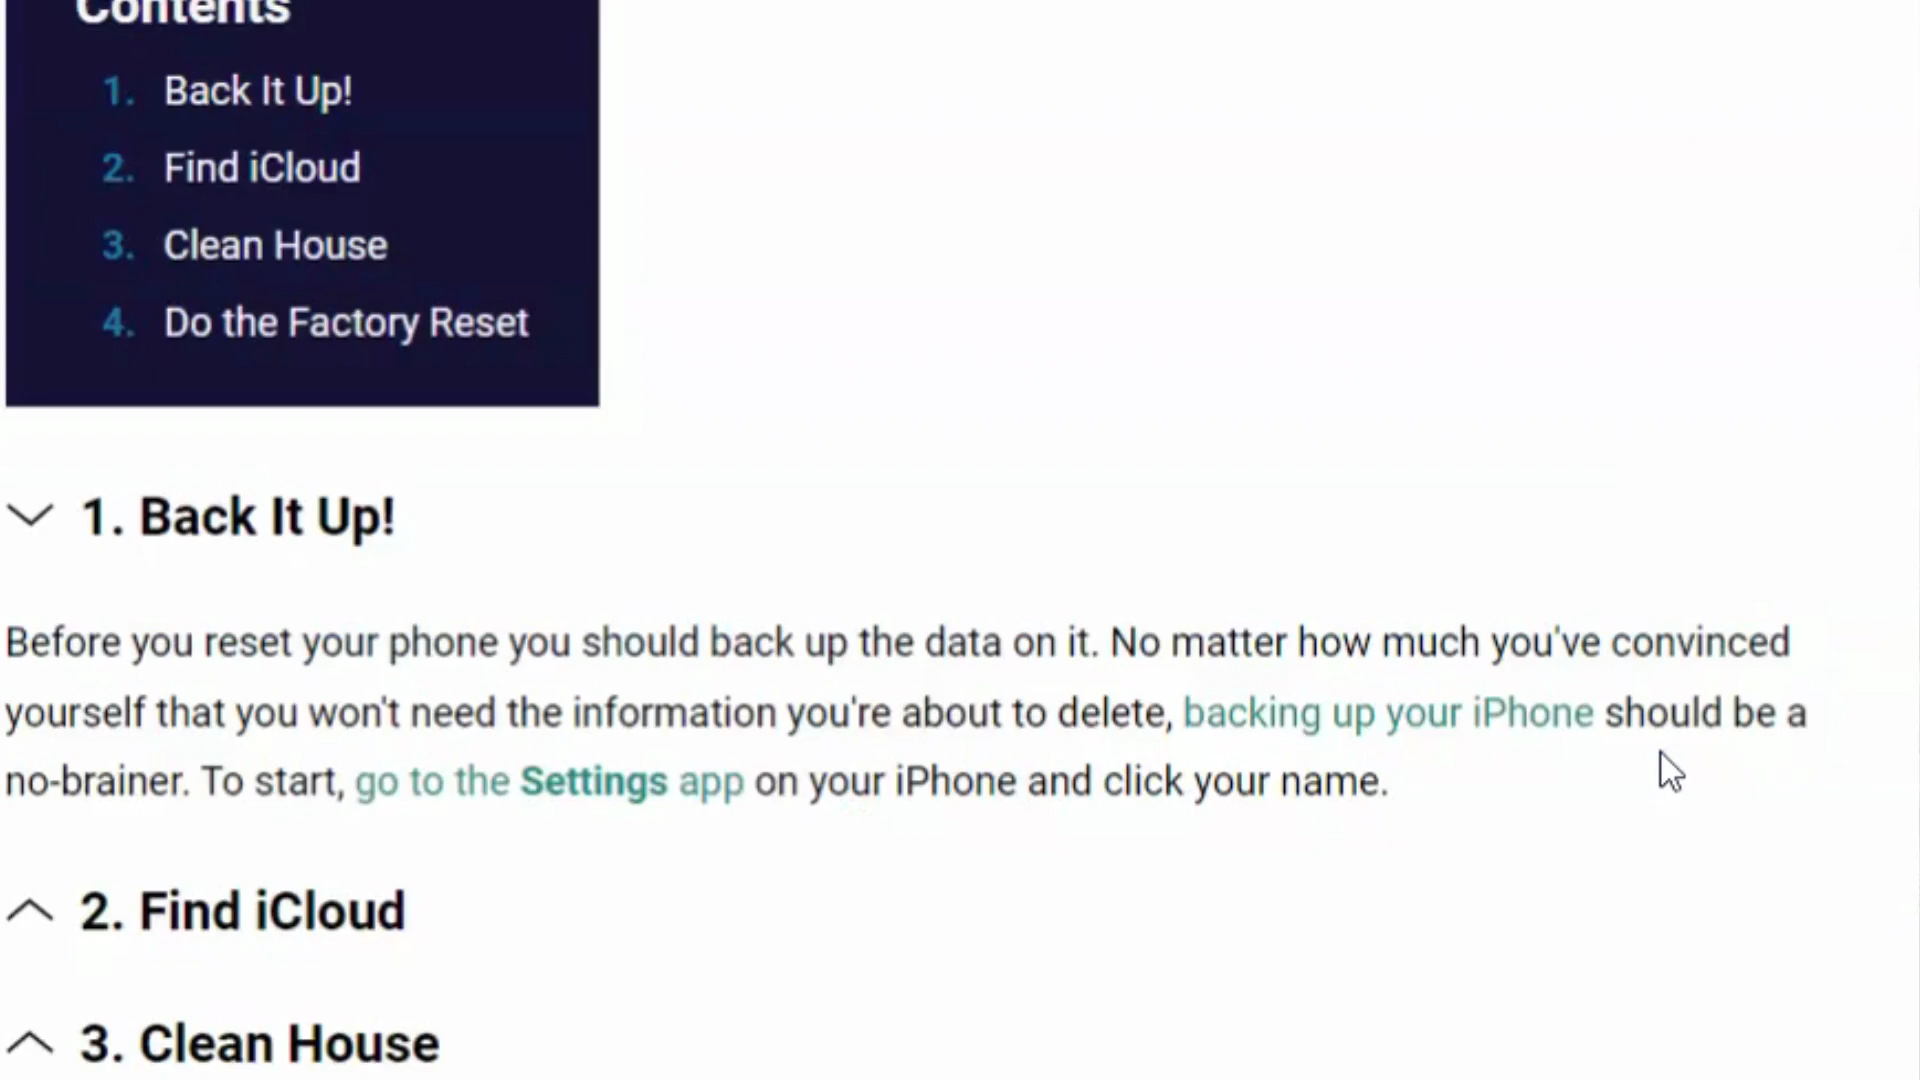 Contents
1. Back It Up!
2. Find iCloud
3. Clean House
4. Do the Factory Reset
1. Back It Up!
Before you reset your phone you should back up the data on it. No matter how much you've convinced
yourself that you won't need the information you're about to delete, backing up your iPhone should be a
no-brainer. To start, go to the Settings app on your iPhone and click your name.
2. Find iCloud
3. Clean House